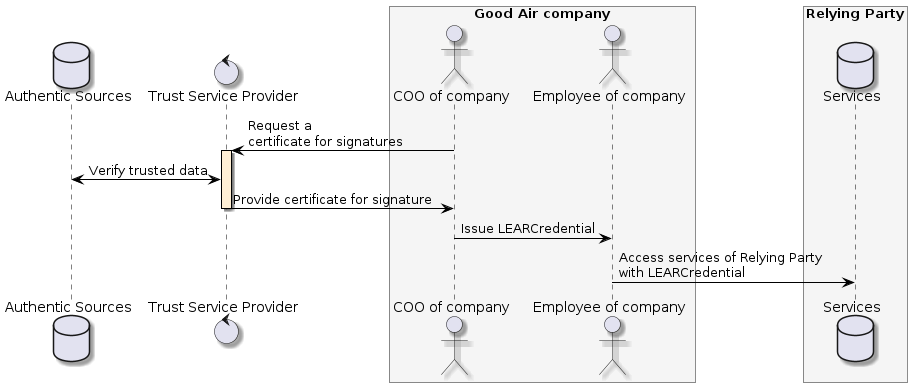 Good Air company
Relying Party
Authentic Sources
Trust Service Provider
COO of company
Employee of company
Services
Request a
certificate for signatures
Verify trusted data
Provide certificate for signature
Issue LEARCredential
Access services of Relying Party
with LEARCredential
Authentic Sources
Trust Service Provider
COO of company
Employee of company
Services